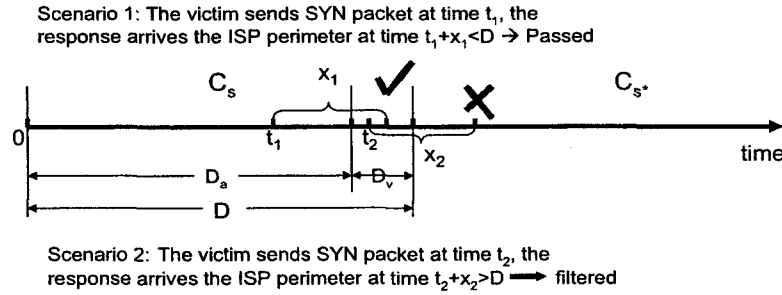 Scenario 1: The victim sends SYN packet at time t₁, the
response arrives the ISP perimeter at time t₁+x₁<D → Passed
Cₛ x₁ Cₛ*
0 t₁ t₂ x₂ time
Dₐ Dᵥ
D
Scenario 2: The victim sends SYN packet at time t₂, the
response arrives the ISP perimeter at time t₂+x₂>D → filtered